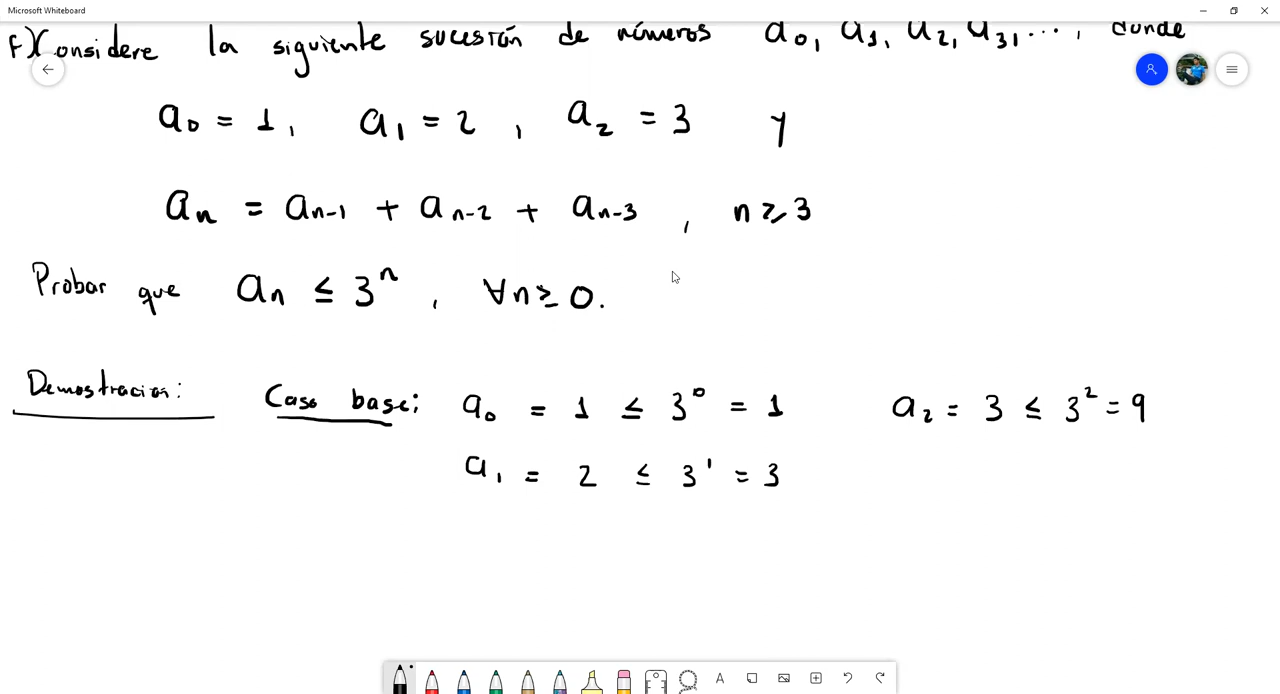 Microsoft Whiteboard
F) Considere la siguiente sucesión de números a₀, a₁, a₂, a₃, ..., donde
a₀ = 1, a₁ = 2, a₂ = 3 y
aₙ = aₙ₋₁ + aₙ₋₂ + aₙ₋₃, n ≥ 3
Probar que aₙ ≤ 3ⁿ, ∀n ≥ 0.
Demostración: Caso base: a₀ = 1 ≤ 3⁰ = 1 a₂ = 3 ≤ 3² = 9
a₁ = 2 ≤ 3¹ = 3
A